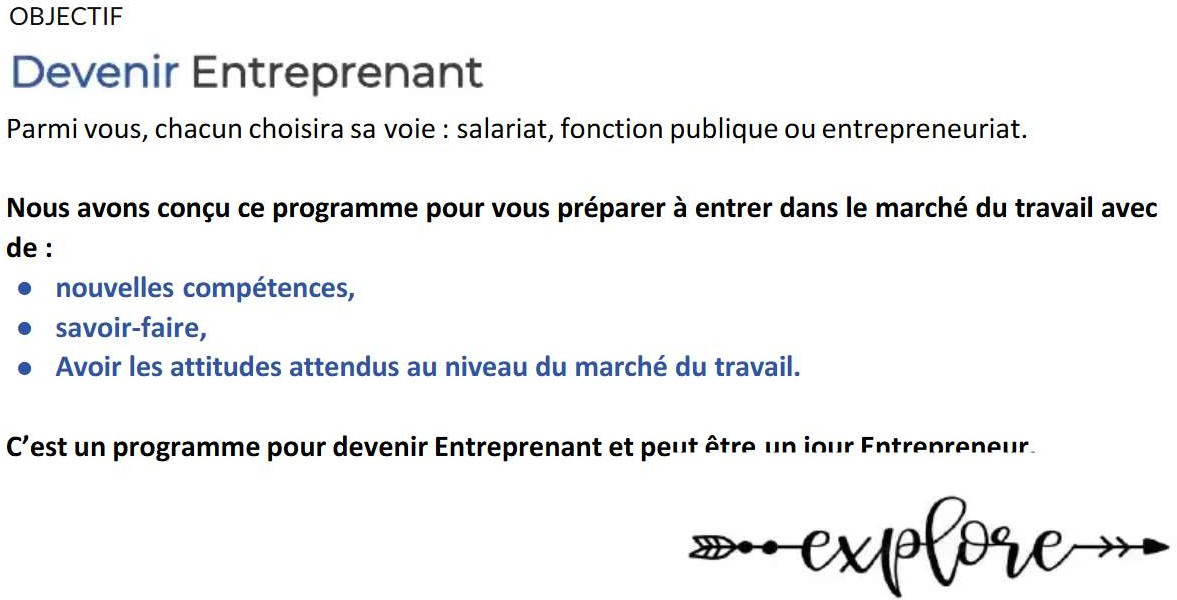 OBJECTIF
Devenir Entreprenant
Parmi vous, chacun choisira sa voie : salariat, fonction publique ou entrepreneuriat.
Nous avons conçu ce programme pour vous préparer à entrer dans le marché du travail avec
de :
● nouvelles compétences,
● savoir-faire,
● Avoir les attitudes attendus au niveau du marché du travail.
C’est un programme pour devenir Entreprenant et peut être un jour Entrepreneur.
explore